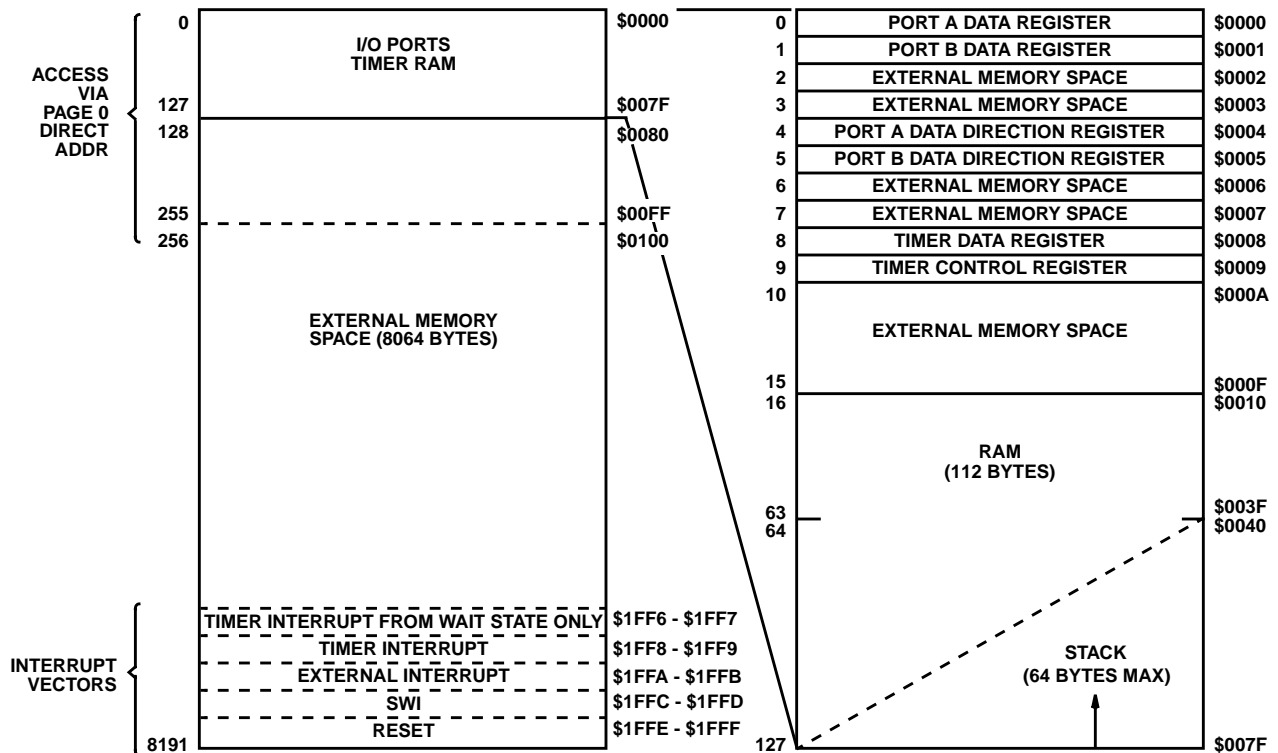 ACCESS
VIA
PAGE 0
DIRECT
ADDR
0
127
128
255
256
I/O PORTS
TIMER RAM
$0000
$007F
$0080
$00FF
$0100
EXTERNAL MEMORY
SPACE (8064 BYTES)
INTERRUPT
VECTORS
TIMER INTERRUPT FROM WAIT STATE ONLY $1FF6 - $1FF7
TIMER INTERRUPT $1FF8 - $1FF9
EXTERNAL INTERRUPT $1FFA - $1FFB
SWI $1FFC - $1FFD
RESET $1FFE - $1FFF
8191
0 PORT A DATA REGISTER $0000
1 PORT B DATA REGISTER $0001
2 EXTERNAL MEMORY SPACE $0002
3 EXTERNAL MEMORY SPACE $0003
4 PORT A DATA DIRECTION REGISTER $0004
5 PORT B DATA DIRECTION REGISTER $0005
6 EXTERNAL MEMORY SPACE $0006
7 EXTERNAL MEMORY SPACE $0007
8 TIMER DATA REGISTER $0008
9 TIMER CONTROL REGISTER $0009
10 $000A
EXTERNAL MEMORY SPACE
15 $000F
16 $0010
RAM
(112 BYTES)
63 $003F
64 $0040
STACK
(64 BYTES MAX)
127 $007F